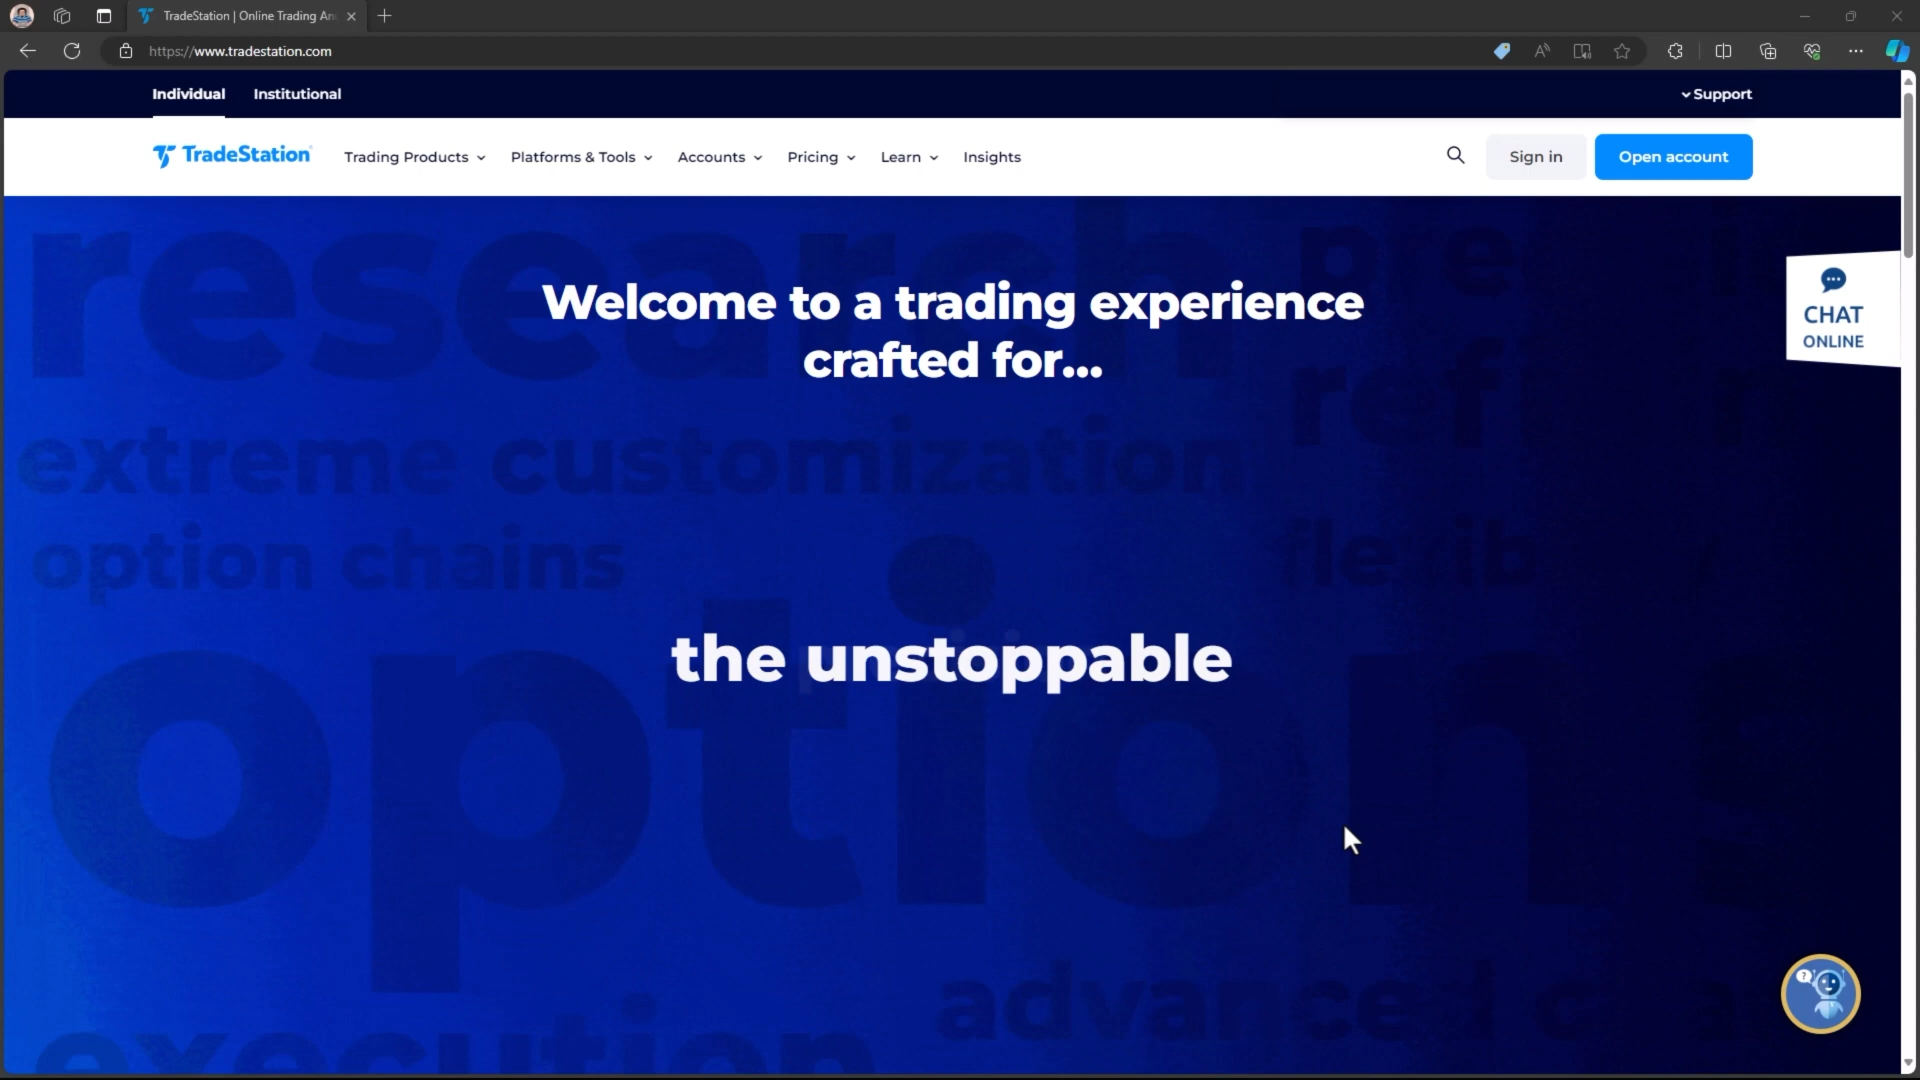 TradeStation | Online Trading An
https://www.tradestation.com
Individual
Institutional
Support
TradeStation
Trading Products
Platforms & Tools
Accounts
Pricing
Learn
Insights
Sign in
Open account
research
Welcome to a trading experience
crafted for...
CHAT
ONLINE
extreme customization
option chains
the unstoppable
options
execution